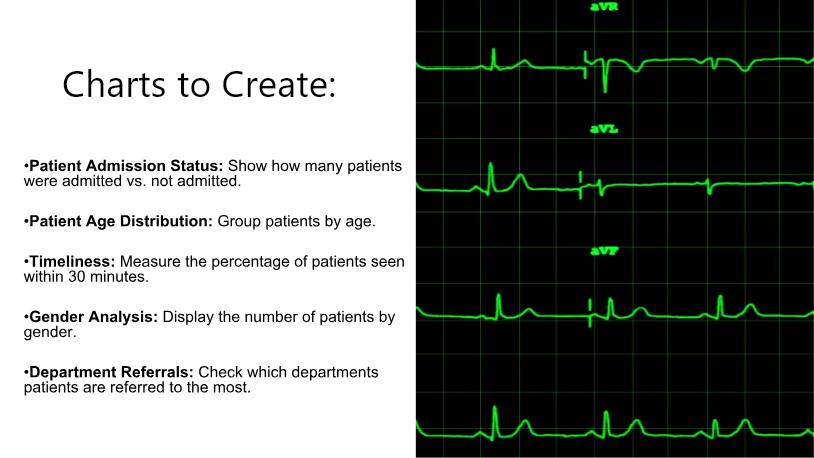 Charts to Create:
•Patient Admission Status: Show how many patients
were admitted vs. not admitted.
•Patient Age Distribution: Group patients by age.
•Timeliness: Measure the percentage of patients seen
within 30 minutes.
•Gender Analysis: Display the number of patients by
gender.
•Department Referrals: Check which departments
patients are referred to the most.
aVR
aVL
aVF